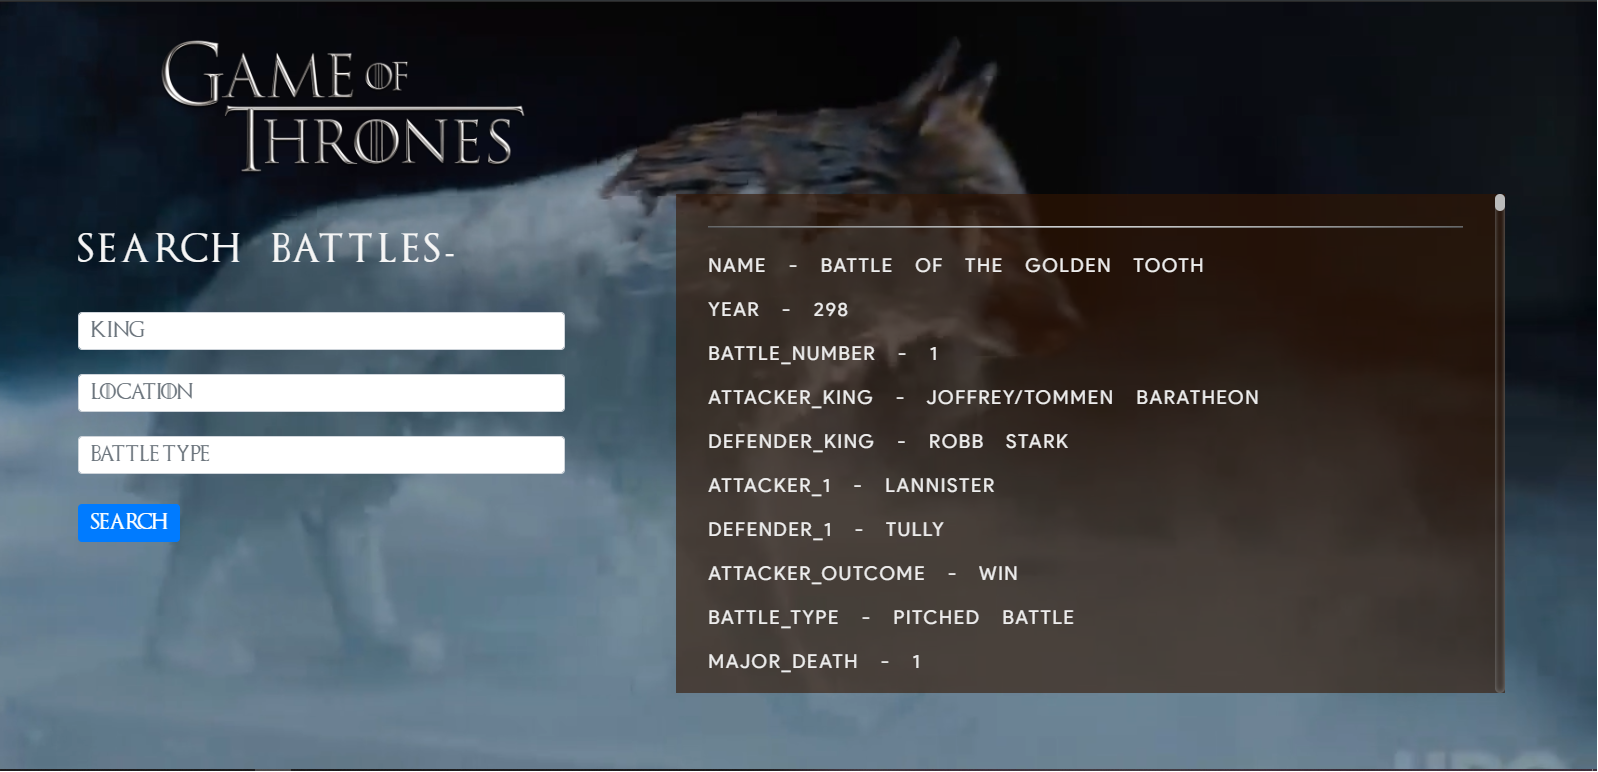 GAME OF
THRONES
SEARCH BATTLES-
KING
LOCATION
BATTLE TYPE
SEARCH
NAME - BATTLE OF THE GOLDEN TOOTH
YEAR - 298
BATTLE_NUMBER - 1
ATTACKER_KING - JOFFREY/TOMMEN BARATHEON
DEFENDER_KING - ROBB STARK
ATTACKER_1 - LANNISTER
DEFENDER_1 - TULLY
ATTACKER_OUTCOME - WIN
BATTLE_TYPE - PITCHED BATTLE
MAJOR_DEATH - 1
HBO